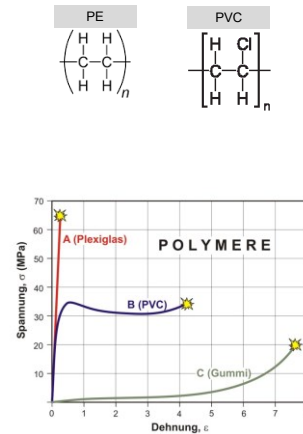 PE
PVC
H H
C C
H H
n
H Cl
C C
H H
n
POLYMERE
A (Plexiglas)
B (PVC)
C (Gummi)
Spannung, σ (MPa)
70
60
50
40
30
20
10
0 1 2 3 4 5 6 7
Dehnung, ε